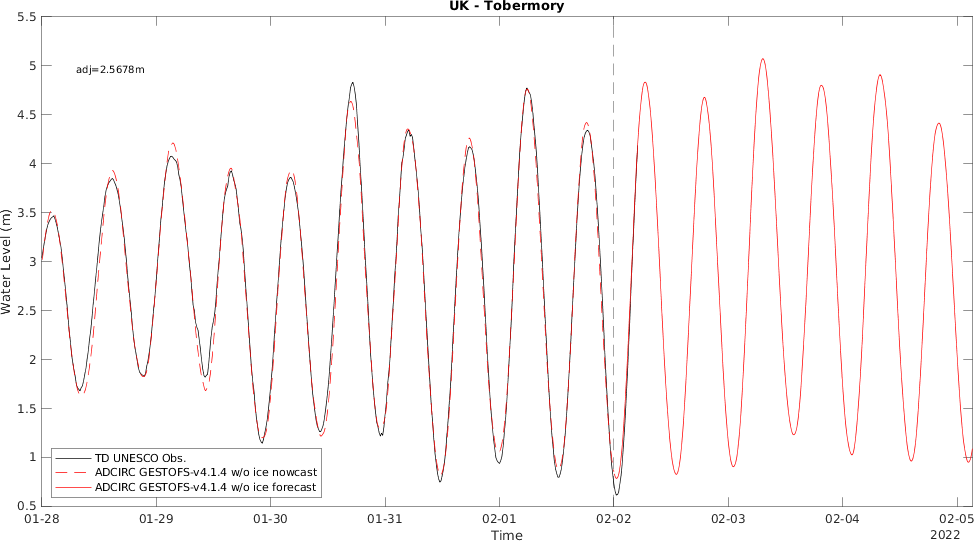 UK - Tobermory
5.5
5
4.5
4
3.5
3
2.5
2
1.5
1
0.5
Water Level (m)
adj=2.5678m
TD UNESCO Obs.
ADCIRC GESTOFS-v4.1.4 w/o ice nowcast
ADCIRC GESTOFS-v4.1.4 w/o ice forecast
01-28 01-29 01-30 01-31 02-01 02-02 02-03 02-04 02-05
Time
2022